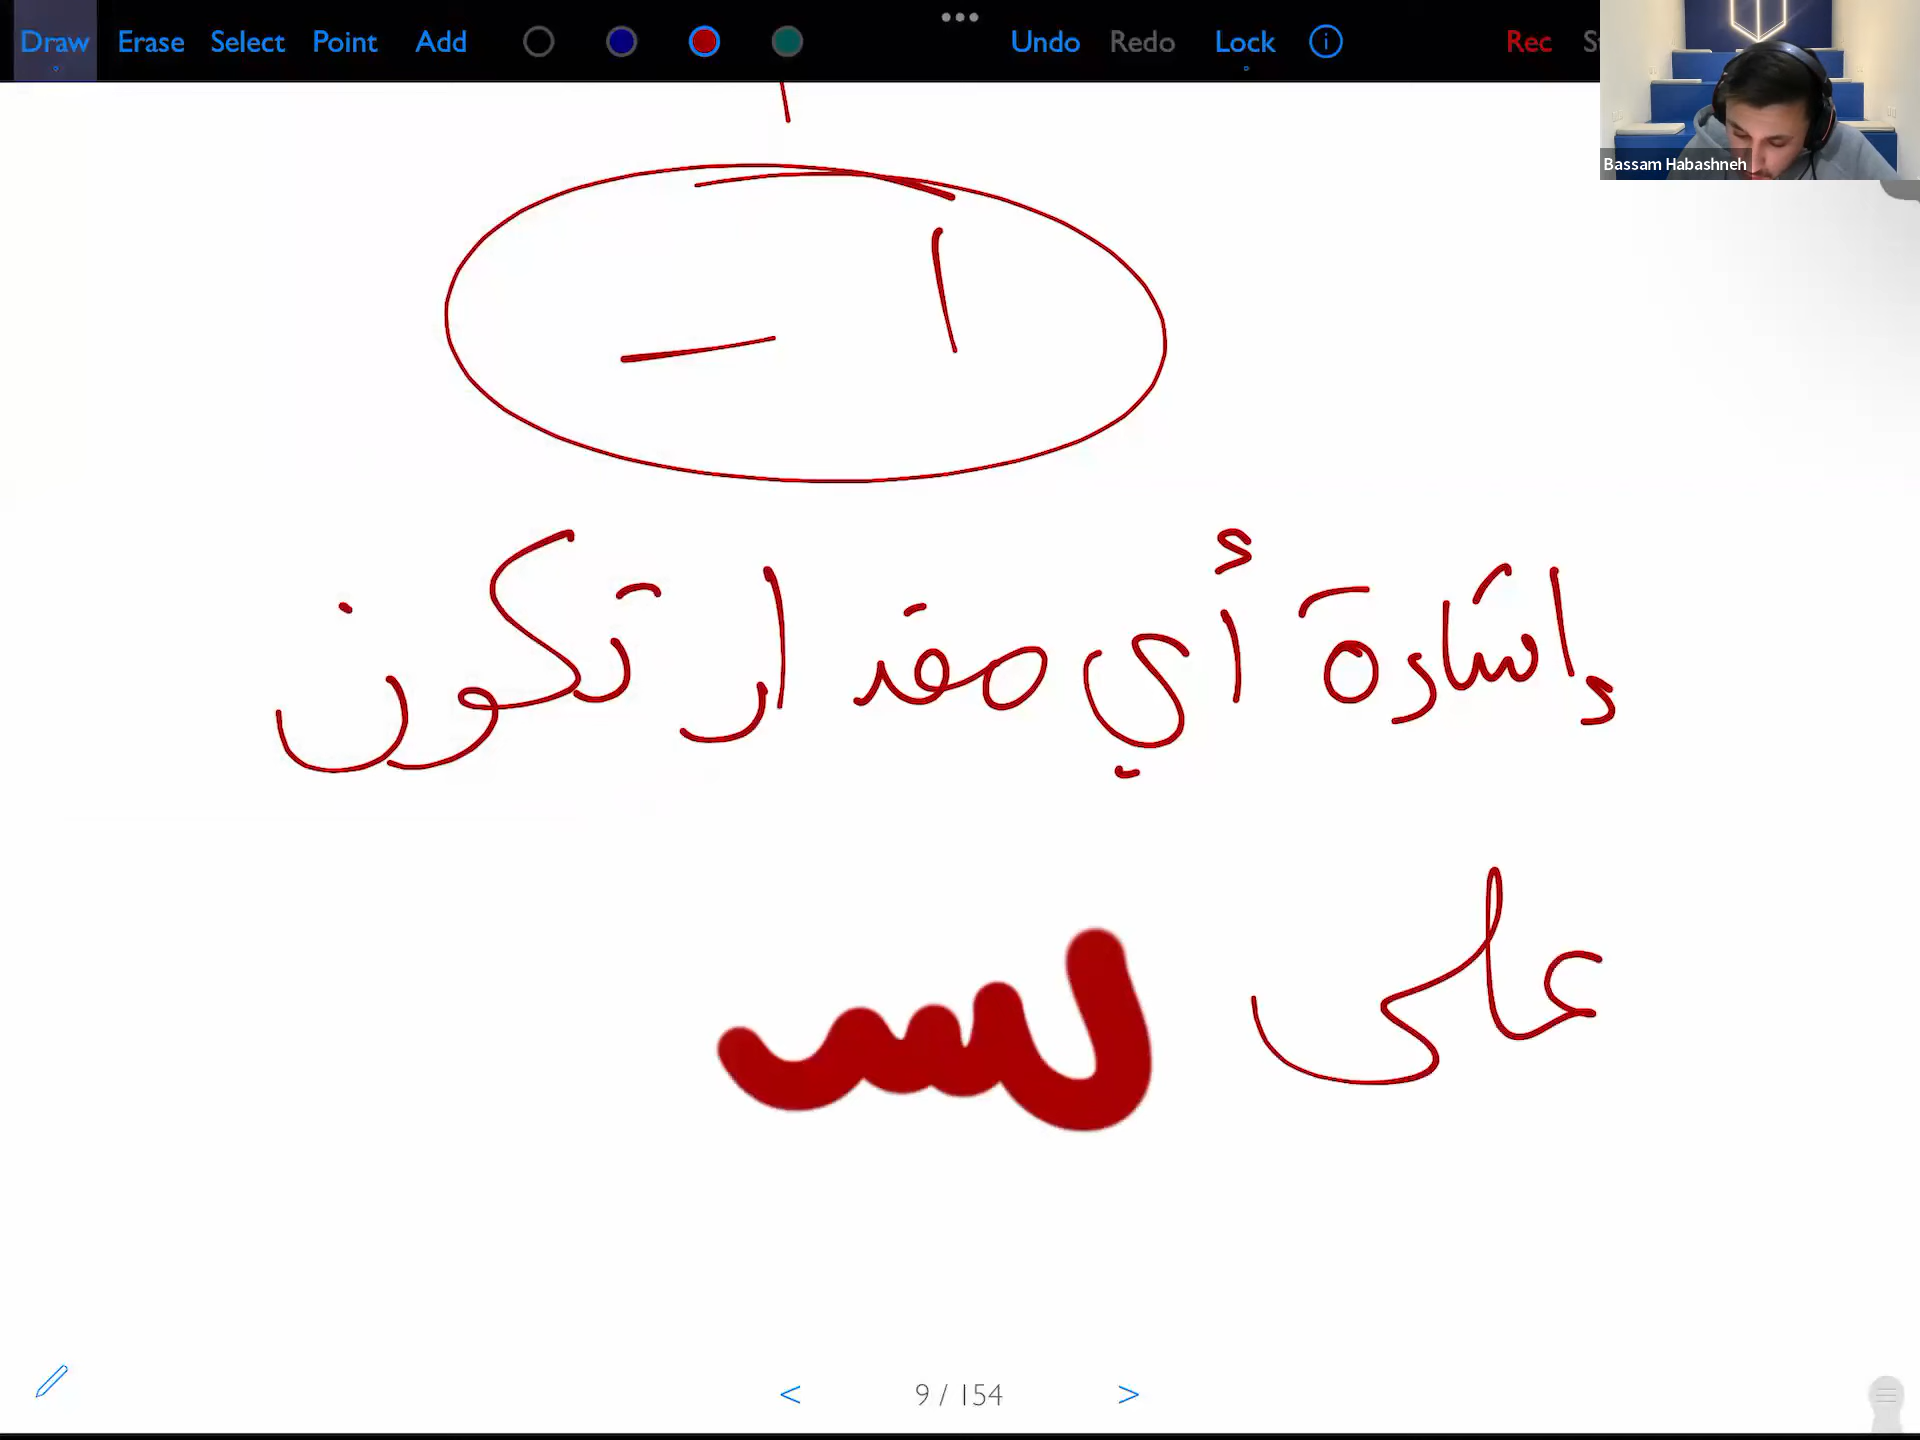 Draw Erase Select Point Add Undo Redo Lock Rec
Bassam Habashneh
إشارة أي مقدار تكون
على
9 / 154